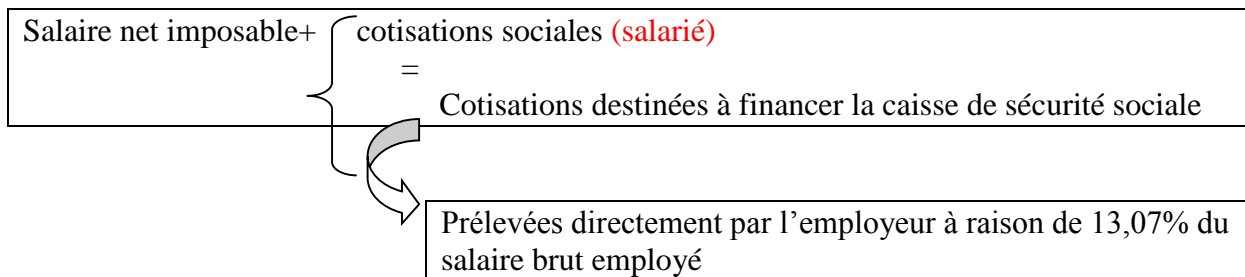 Salaire net imposable+ cotisations sociales (salarié)
=
Cotisations destinées à financer la caisse de sécurité sociale
Prélevées directement par l’employeur à raison de 13,07% du
salaire brut employé